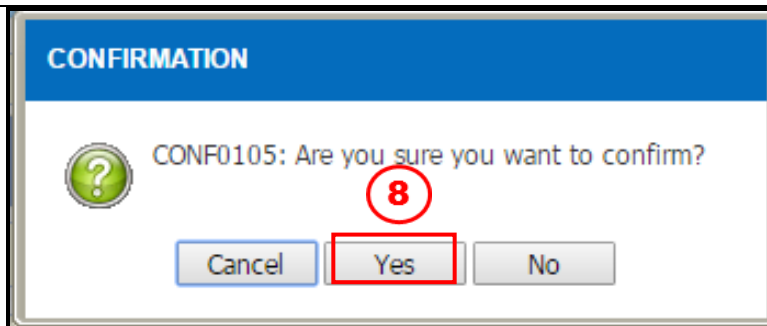 CONFIRMATION
CONF0105: Are you sure you want to confirm?
8
Cancel Yes No